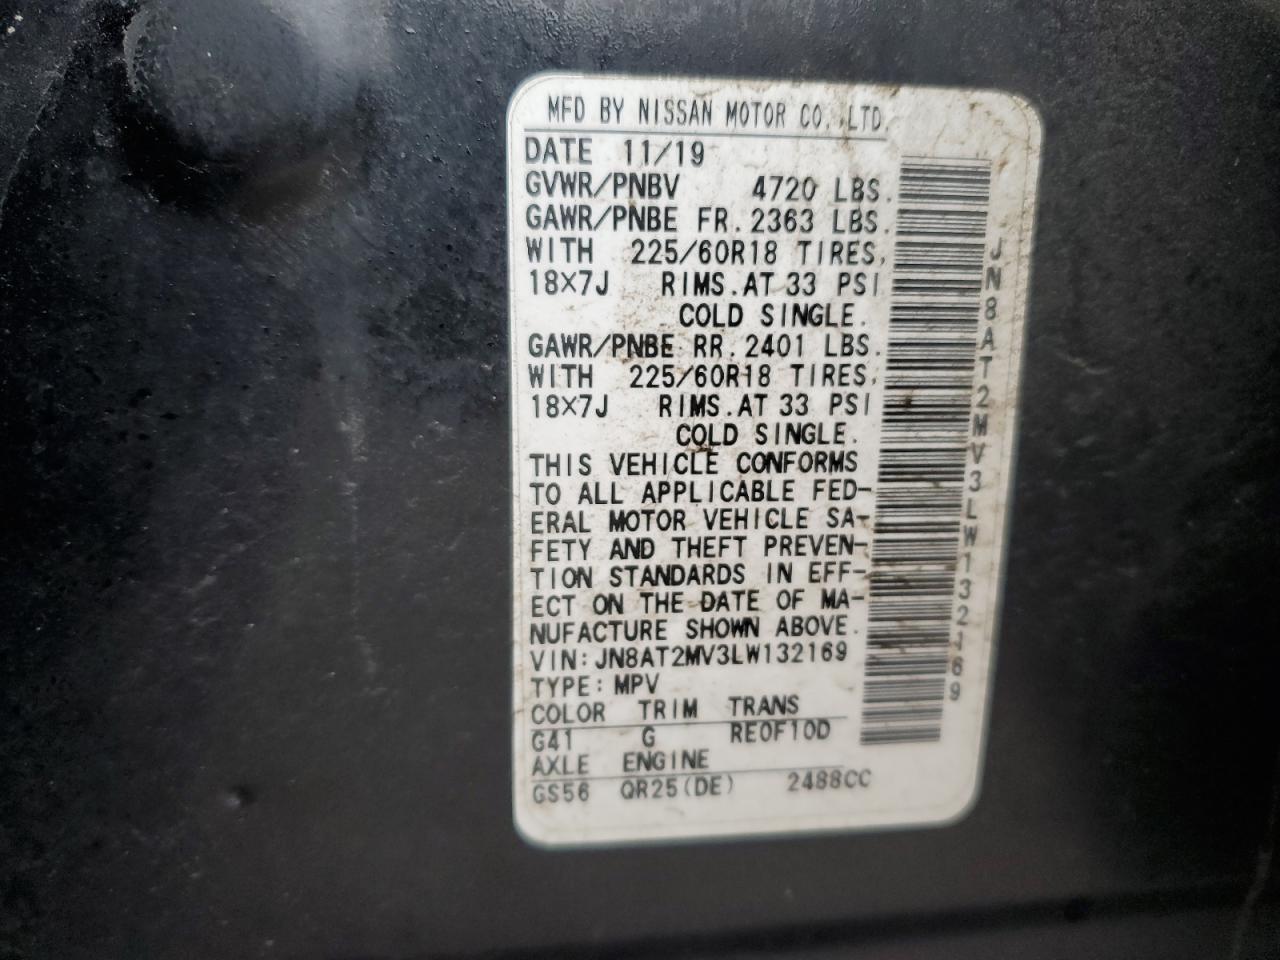 MFD BY NISSAN MOTOR CO.,LTD.
DATE 11/19
GVWR/PNBV 4720 LBS.
GAWR/PNBE FR.2363 LBS.
WITH 225/60R18 TIRES,
18×7J RIMS.AT 33 PSI
COLD SINGLE.
GAWR/PNBE RR.2401 LBS.
WITH 225/60R18 TIRES,
18×7J RIMS.AT 33 PSI
COLD SINGLE.
THIS VEHICLE CONFORMS
TO ALL APPLICABLE FED-
ERAL MOTOR VEHICLE SA-
FETY AND THEFT PREVEN-
TION STANDARDS IN EFF-
ECT ON THE DATE OF MA-
NUFACTURE SHOWN ABOVE.
VIN:JN8AT2MV3LW132169
TYPE:MPV
COLOR TRIM TRANS
G41 G RE0F10D
AXLE ENGINE
GS56 QR25(DE) 2488CC
JN8AT2MV3LW132169